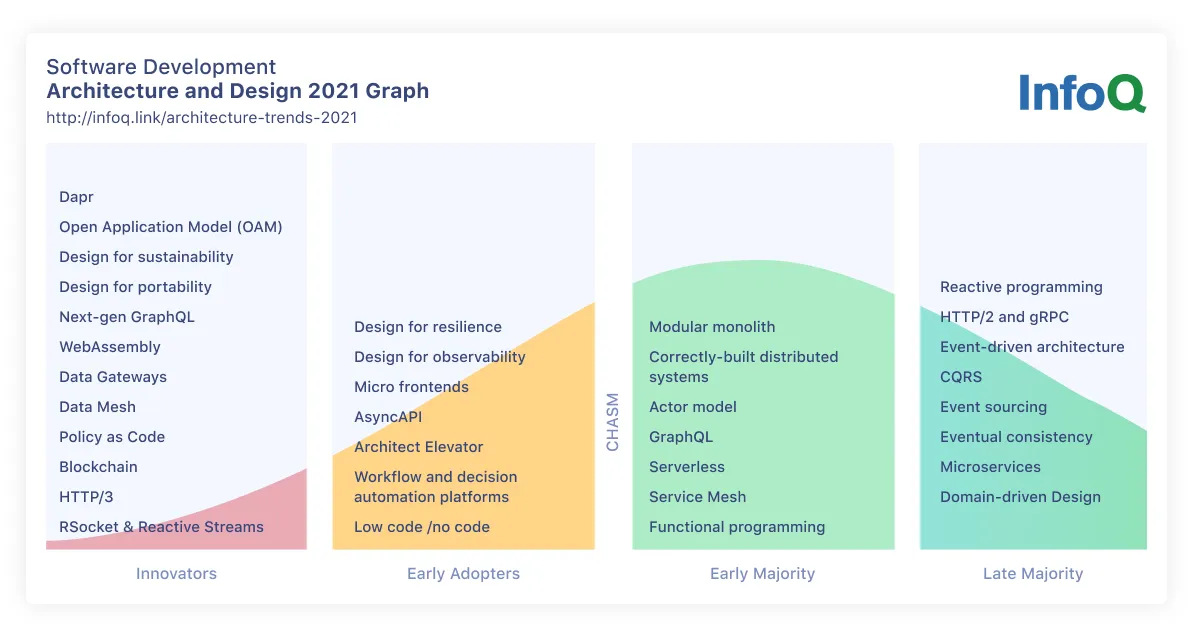 Software Development
Architecture and Design 2021 Graph
http://infoq.link/architecture-trends-2021
InfoQ
Dapr
Open Application Model (OAM)
Design for sustainability
Design for portability
Next-gen GraphQL
WebAssembly
Data Gateways
Data Mesh
Policy as Code
Blockchain
HTTP/3
RSocket & Reactive Streams
Innovators
Design for resilience
Design for observability
Micro frontends
AsyncAPI
Architect Elevator
Workflow and decision
automation platforms
Low code /no code
Early Adopters
CHASM
Modular monolith
Correctly-built distributed
systems
Actor model
GraphQL
Serverless
Service Mesh
Functional programming
Early Majority
Reactive programming
HTTP/2 and gRPC
Event-driven architecture
CQRS
Event sourcing
Eventual consistency
Microservices
Domain-driven Design
Late Majority